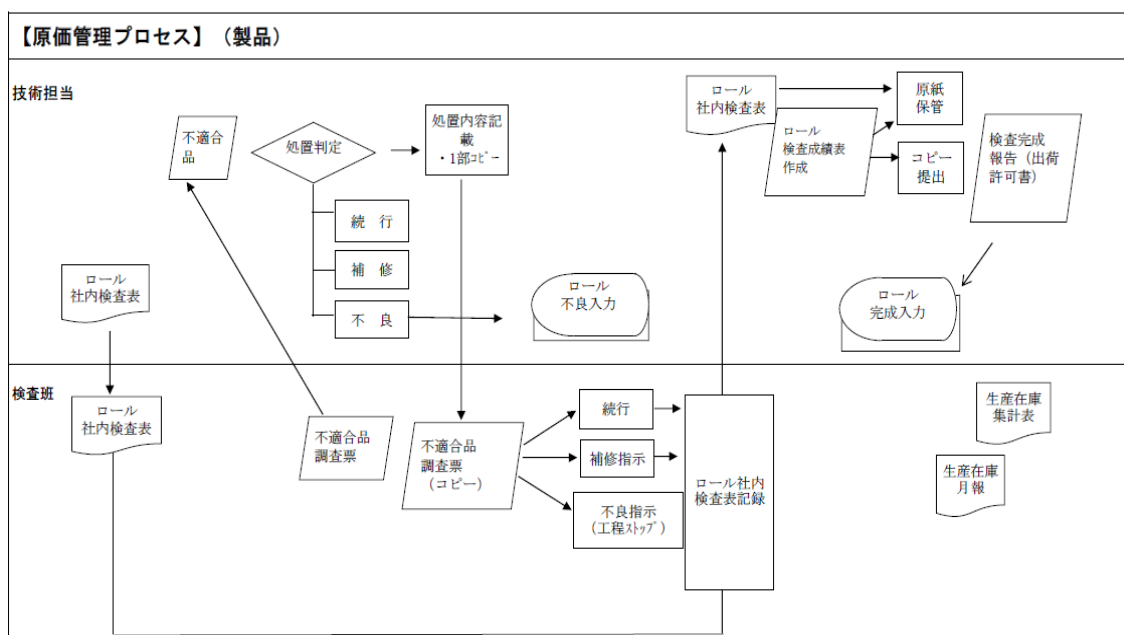 【原価管理プロセス】（製品）
技術担当
不適合
品
処置判定
処置内容記
載
・1部ｺﾋﾟｰ
続　行
補　修
不　良
ロール
社内検査表
ロール
不良入力
ロール
社内検査表
ロール
検査成績表
作成
原紙
保管
コピー
提出
検査完成
報告（出荷
許可書）
ロール
完成入力
検査班
ロール
社内検査表
不適合品
調査票
不適合品
調査票
（コピー）
続行
補修指示
不良指示
（工程ｽﾄｯﾌﾟ）
ロール社内
検査表記録
生産在庫
集計表
生産在庫
月報